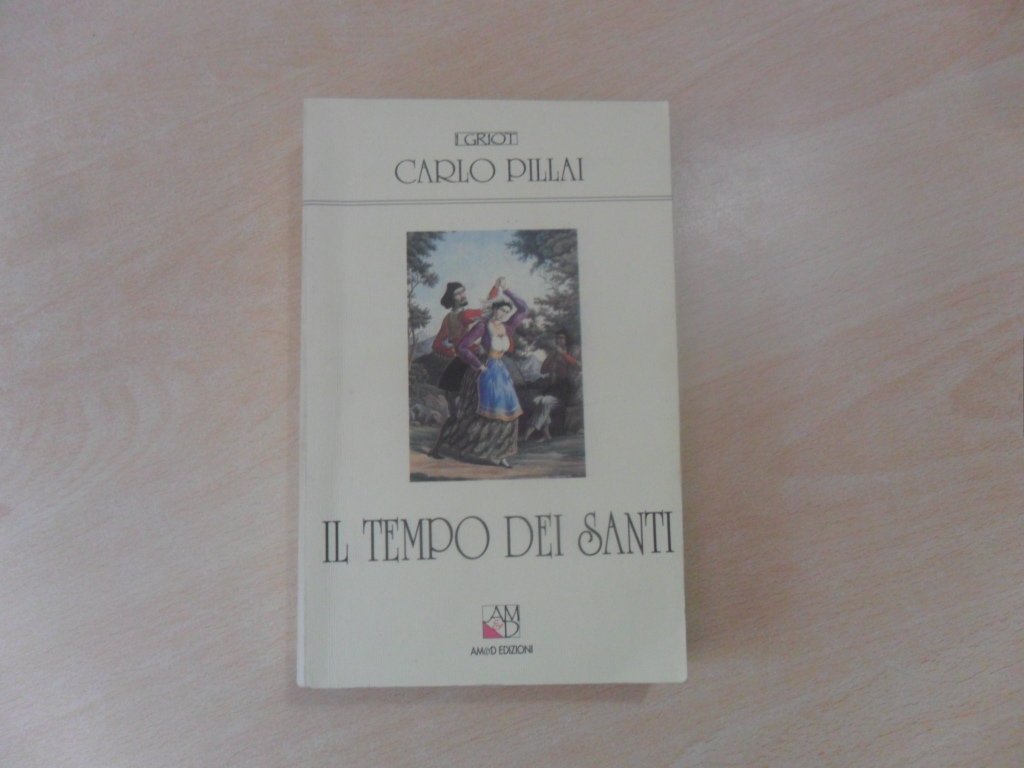 I GRIOT
CARLO PILLAI
IL TEMPO DEI SANTI
AM&D
AM&D EDIZIONI